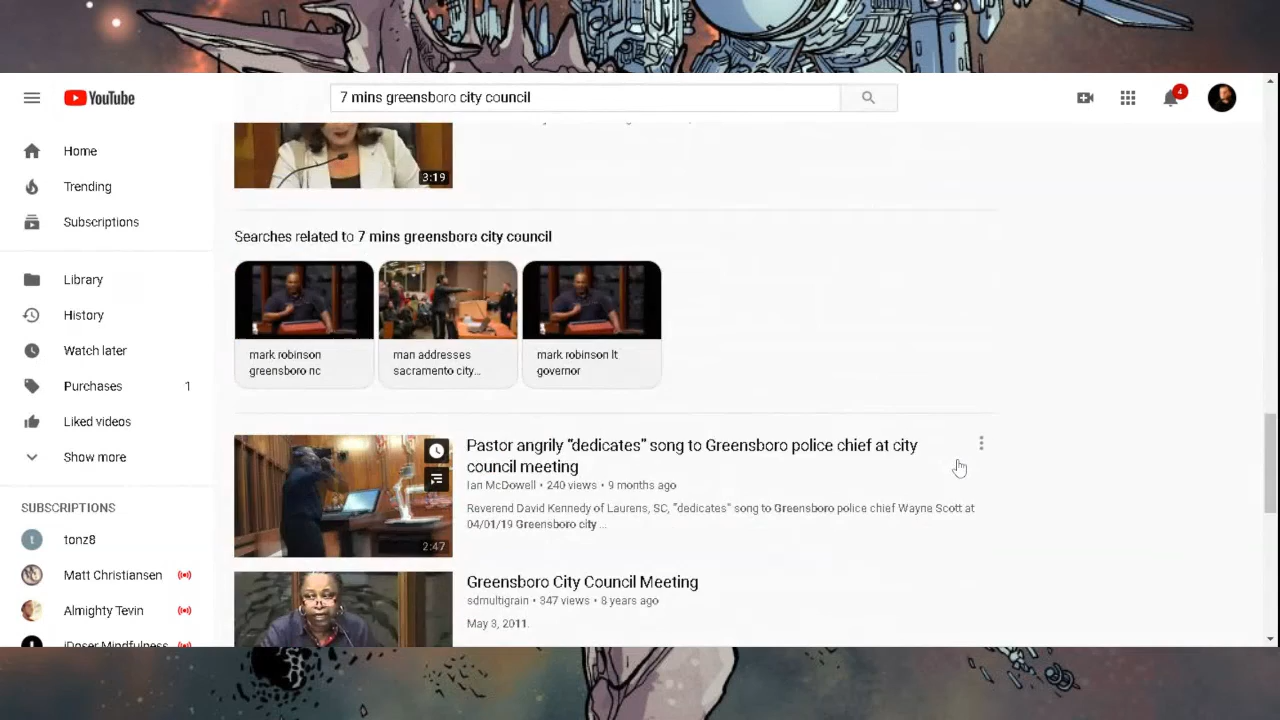 YouTube
7 mins greensboro city council
4
Home
Trending
Subscriptions
Library
History
Watch later
Purchases 1
Liked videos
Show more
SUBSCRIPTIONS
tonz8
Matt Christiansen
Almighty Tevin
iDoser Mindfulness
3:19
Searches related to 7 mins greensboro city council
mark robinson
greensboro nc
man addresses
sacramento city...
mark robinson lt
governor
Pastor angrily “dedicates” song to Greensboro police chief at city
council meeting
Ian McDowell • 240 views • 9 months ago
Reverend David Kennedy of Laurens, SC, "dedicates" song to Greensboro police chief Wayne Scott at
04/01/19 Greensboro city ...
2:47
Greensboro City Council Meeting
sdmultigrain • 347 views • 8 years ago
May 3, 2011.